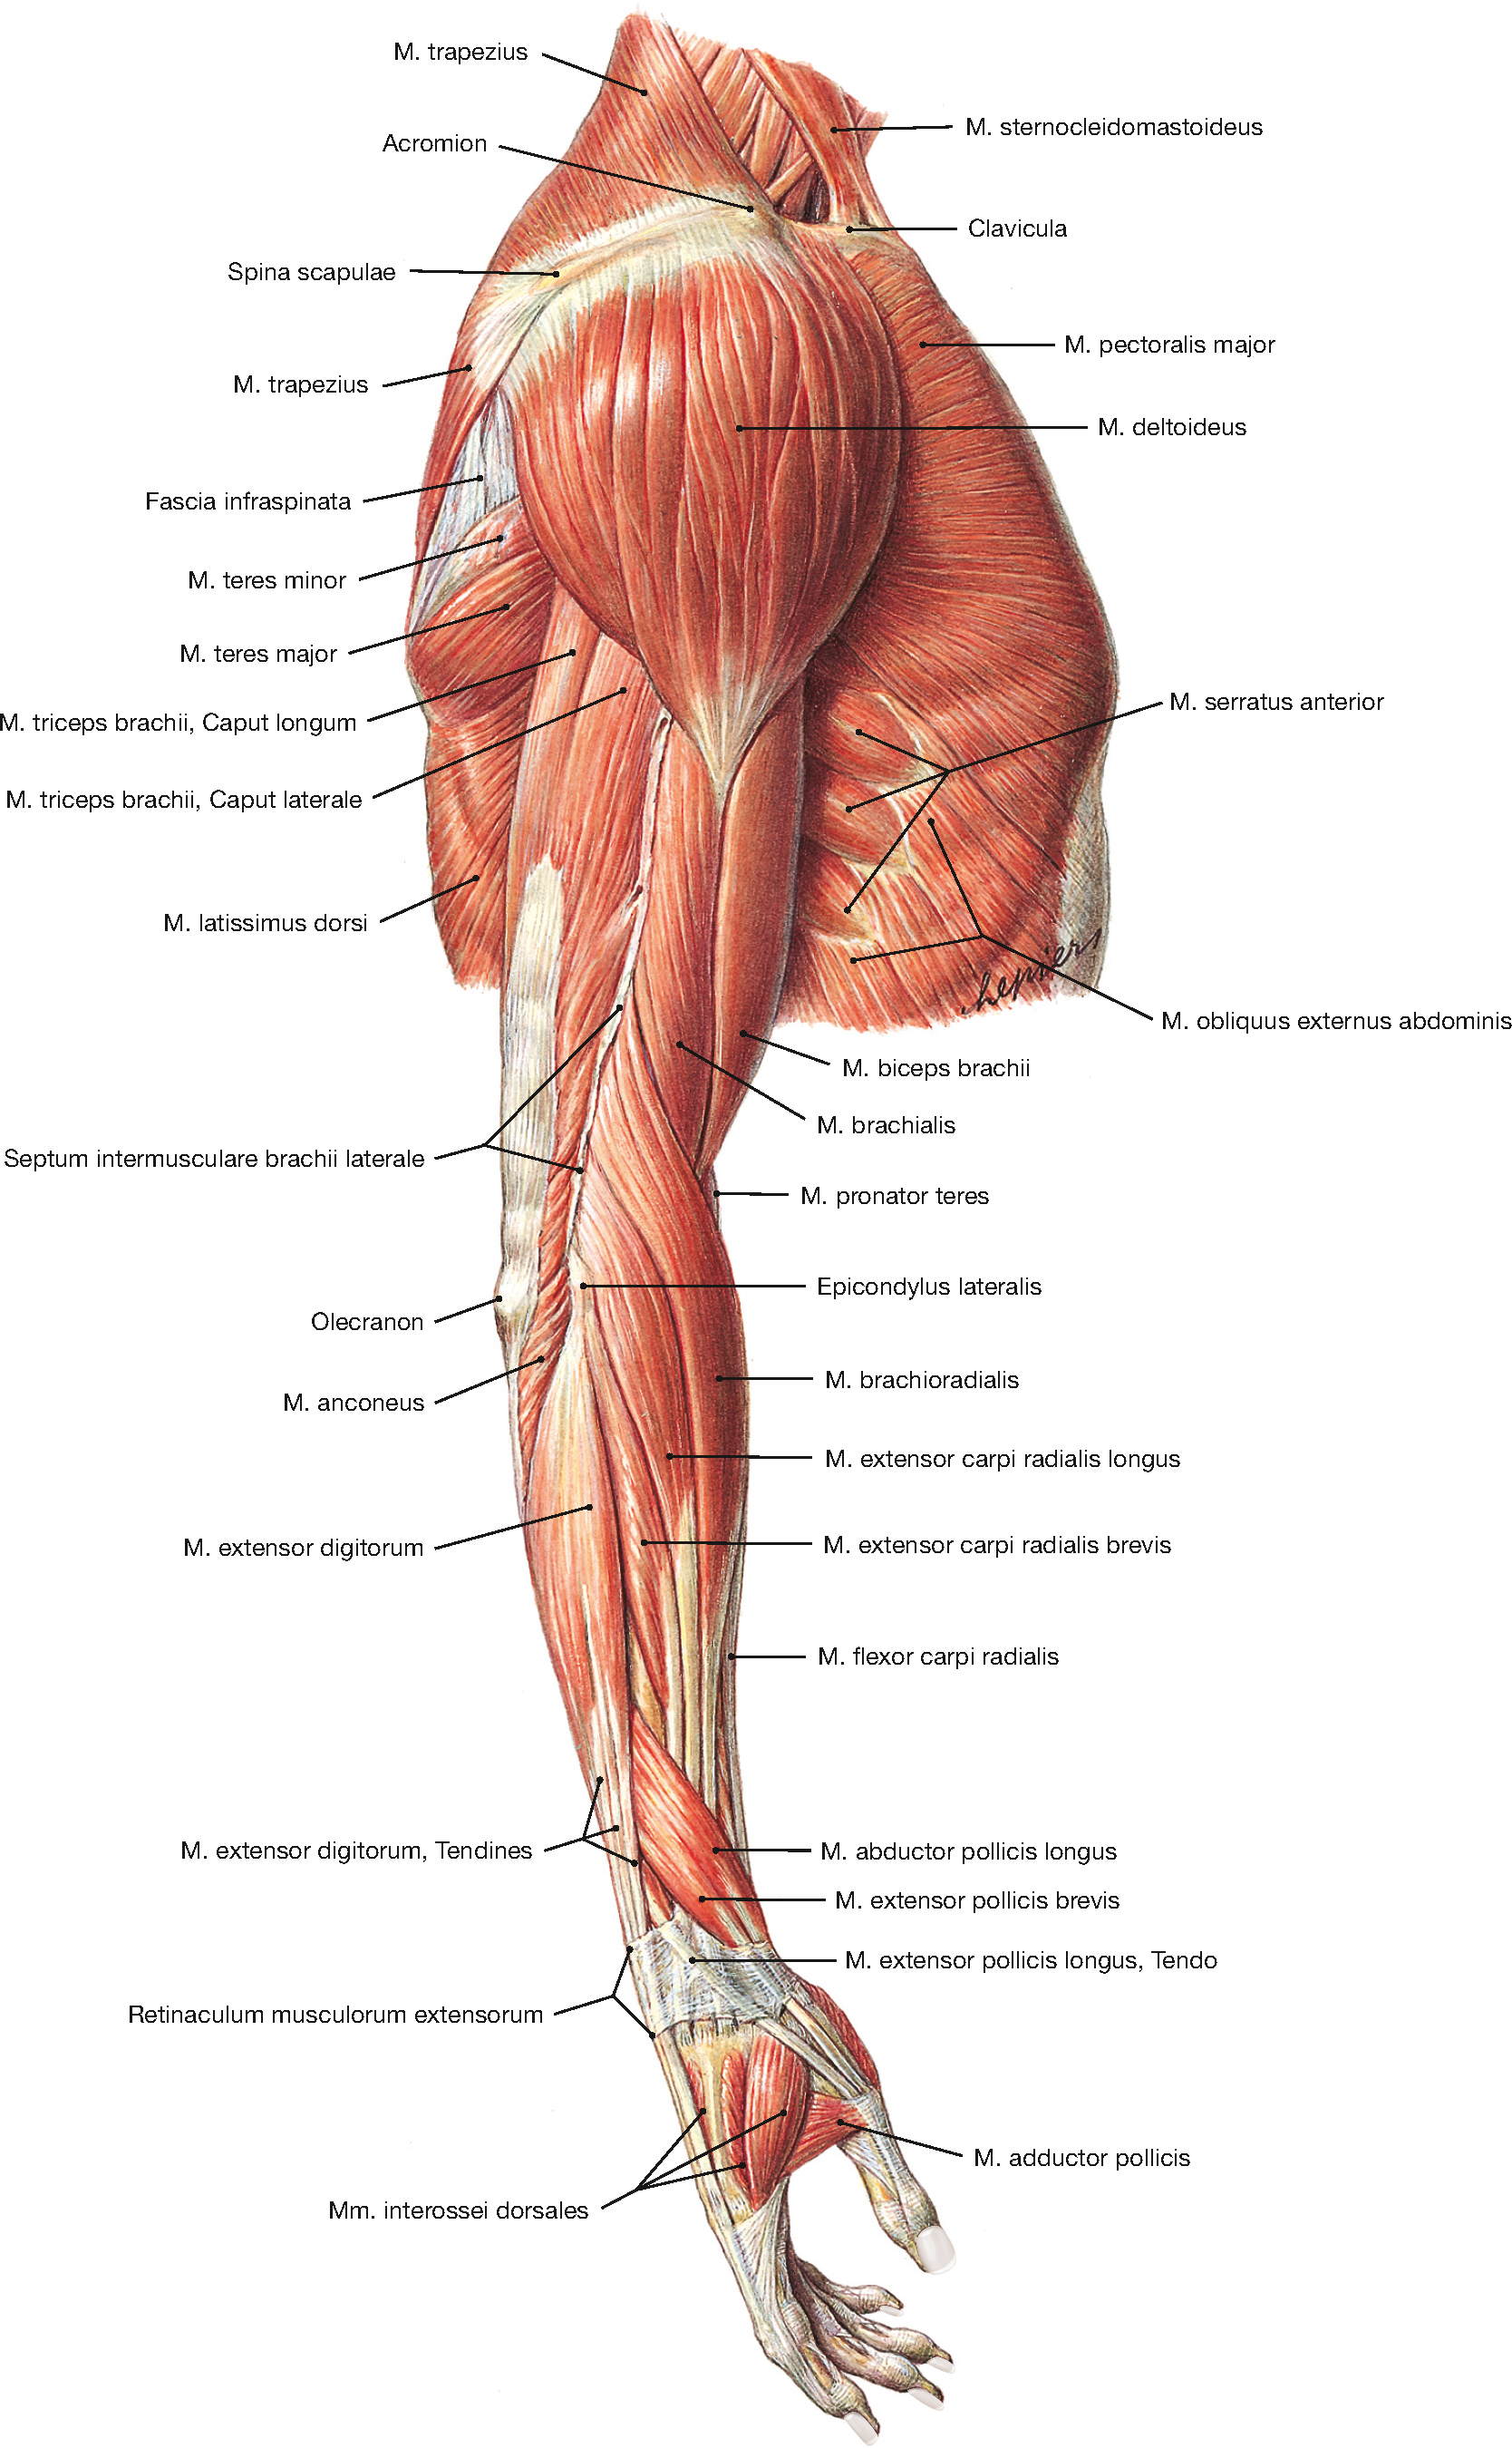 M. trapezius
M. sternocleidomastoideus
Acromion
Clavicula
Spina scapulae
M. pectoralis major
M. trapezius
M. deltoideus
Fascia infraspinata
M. teres minor
M. teres major
M. serratus anterior
M. triceps brachii, Caput longum
M. triceps brachii, Caput laterale
M. latissimus dorsi
M. obliquus externus abdominis
M. biceps brachii
M. brachialis
Septum intermusculare brachii laterale
M. pronator teres
Epicondylus lateralis
Olecranon
M. brachioradialis
M. anconeus
M. extensor carpi radialis longus
M. extensor digitorum
M. extensor carpi radialis brevis
M. flexor carpi radialis
M. extensor digitorum, Tendines
M. abductor pollicis longus
M. extensor pollicis brevis
M. extensor pollicis longus, Tendo
Retinaculum musculorum extensorum
M. adductor pollicis
Mm. interossei dorsales